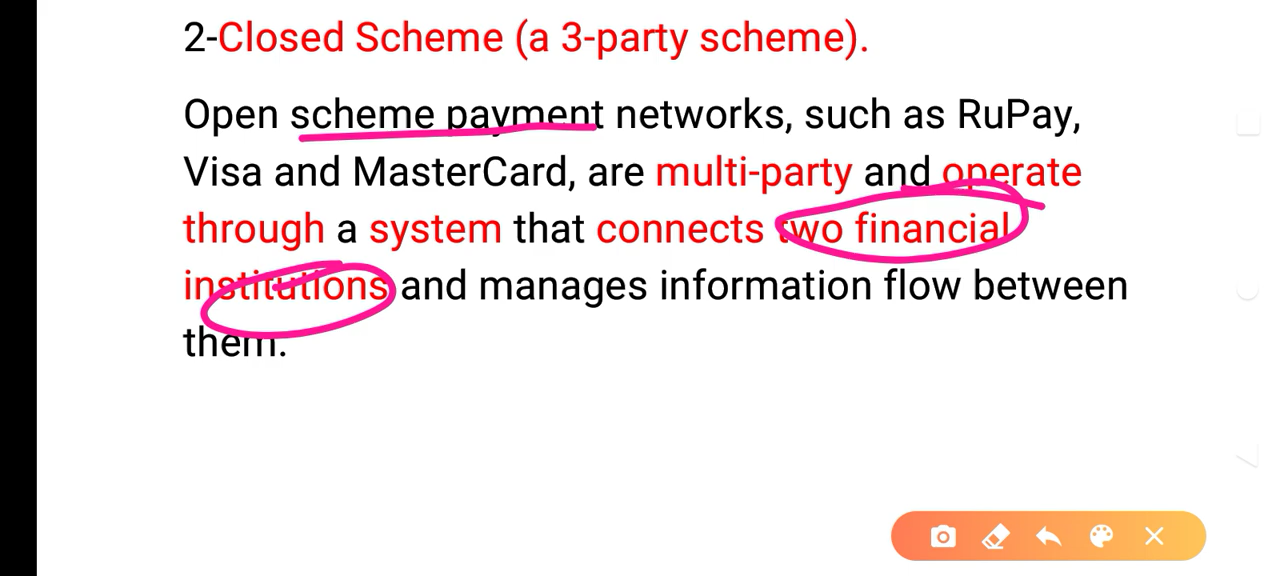 2-Closed Scheme (a 3-party scheme).
Open scheme payment networks, such as RuPay,
Visa and MasterCard, are multi-party and operate
through a system that connects two financial
institutions and manages information flow between
them.